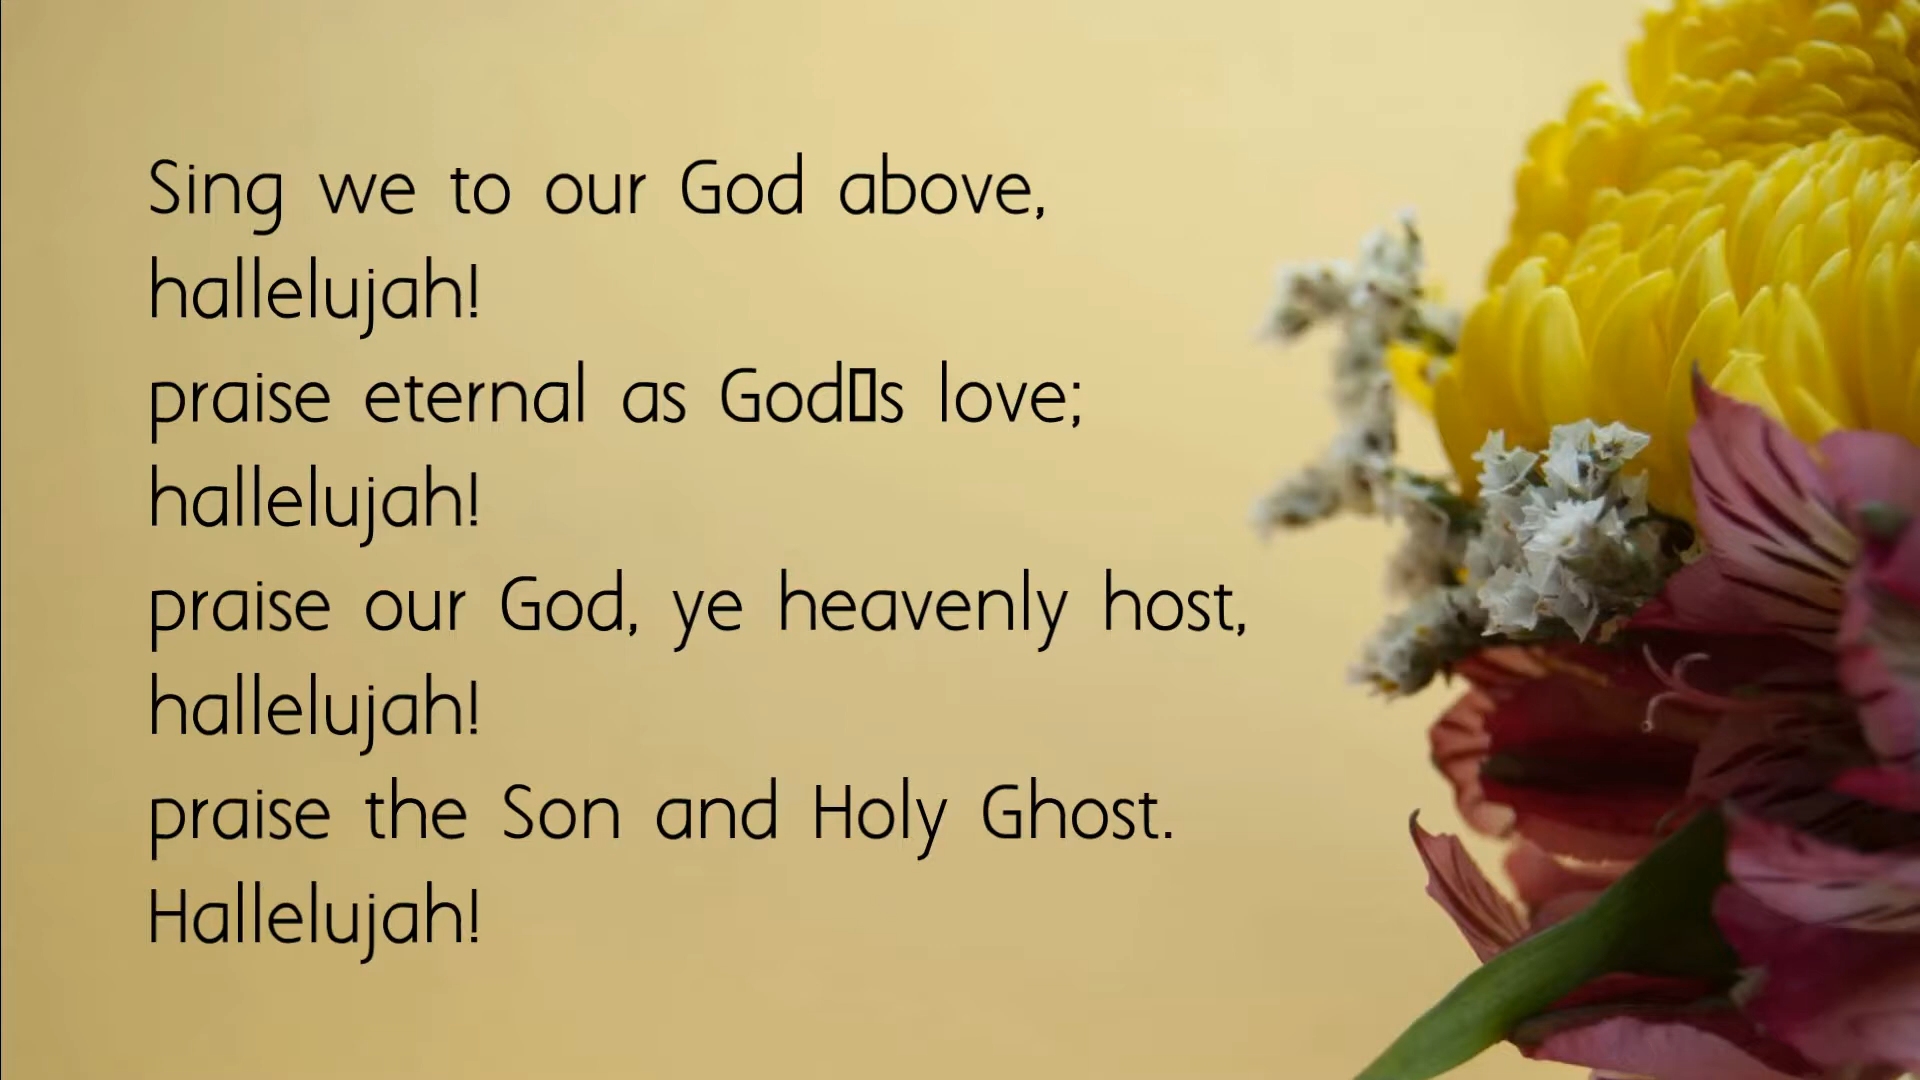 Sing we to our God above,
hallelujah!
praise eternal as God▯s love;
hallelujah!
praise our God, ye heavenly host,
hallelujah!
praise the Son and Holy Ghost.
Hallelujah!